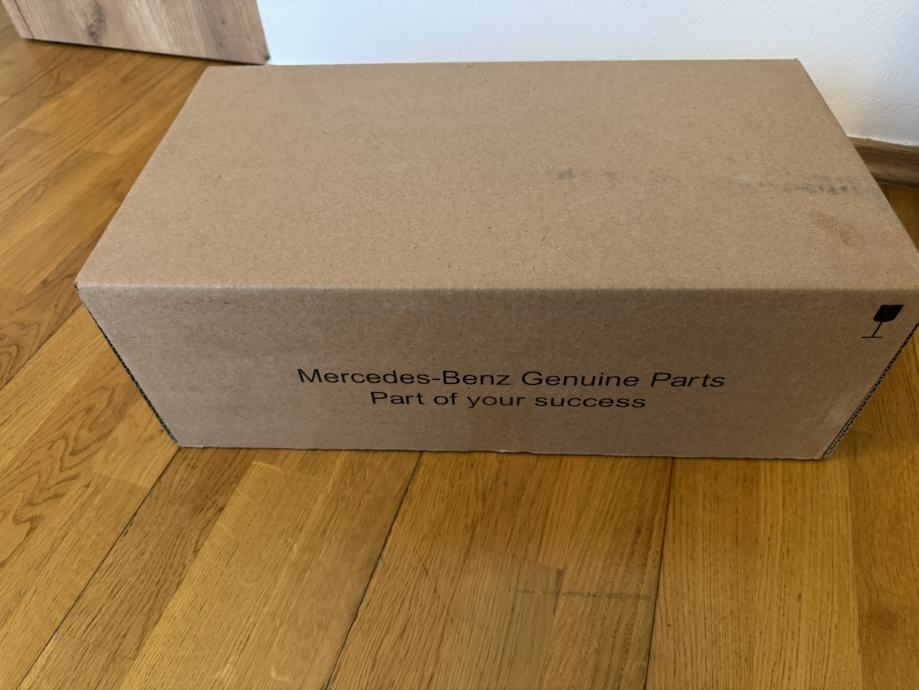 Mercedes-Benz Genuine Parts
Part of your success